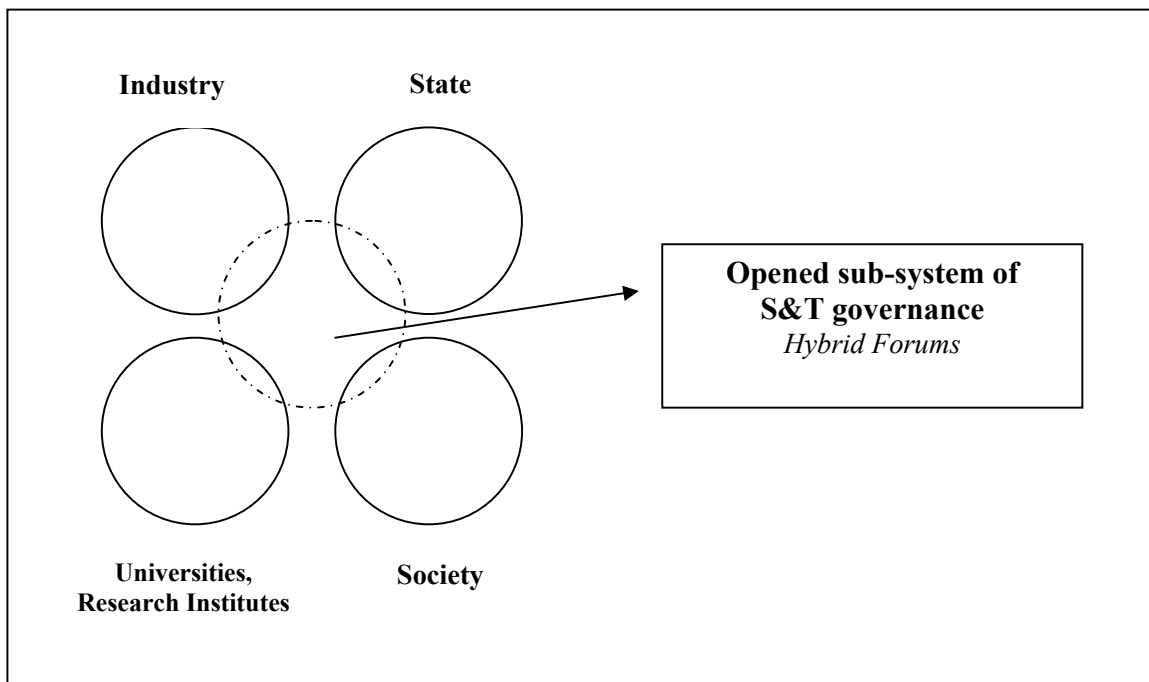 Industry
State
Opened sub-system of
S&T governance
Hybrid Forums
Universities,
Research Institutes
Society